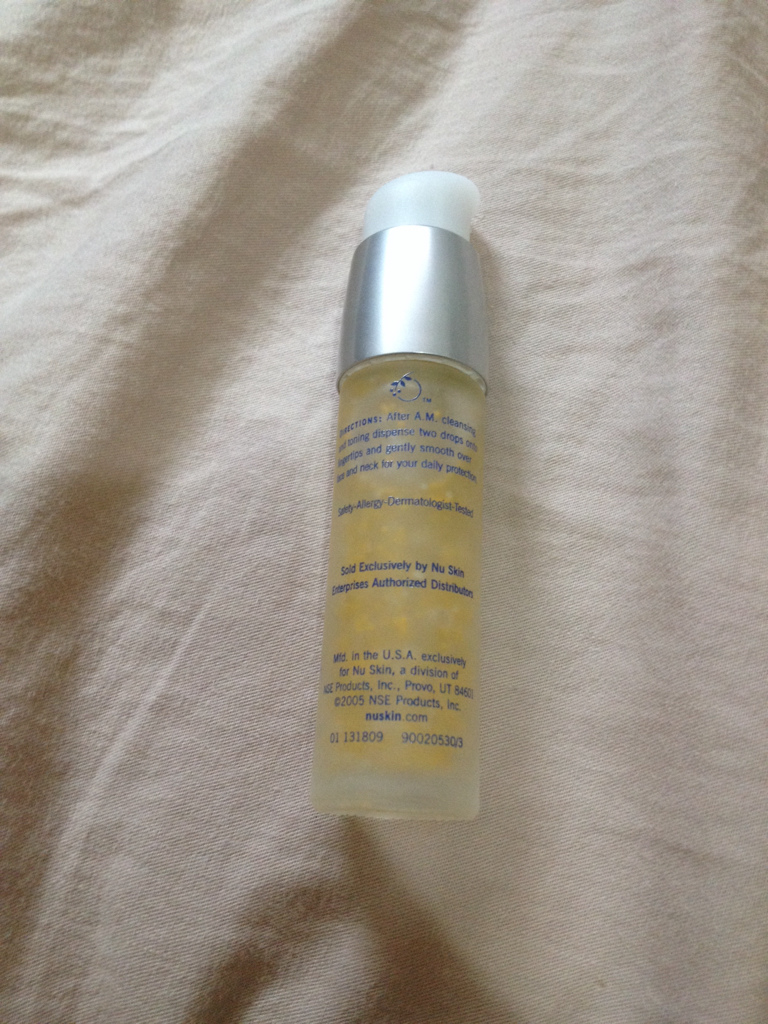 TM
DIRECTIONS: After A.M. cleansing
and toning dispense two drops onto
fingertips and gently smooth over
face and neck for your daily protection.
Safety-Allergy-Dermatologist-Tested
Sold Exclusively by Nu Skin
Enterprises Authorized Distributors
Mfd. in the U.S.A. exclusively
for Nu Skin, a division of
NSE Products, Inc., Provo, UT 84601
©2005 NSE Products, Inc.
nuskin.com
01 131809 90020530/3